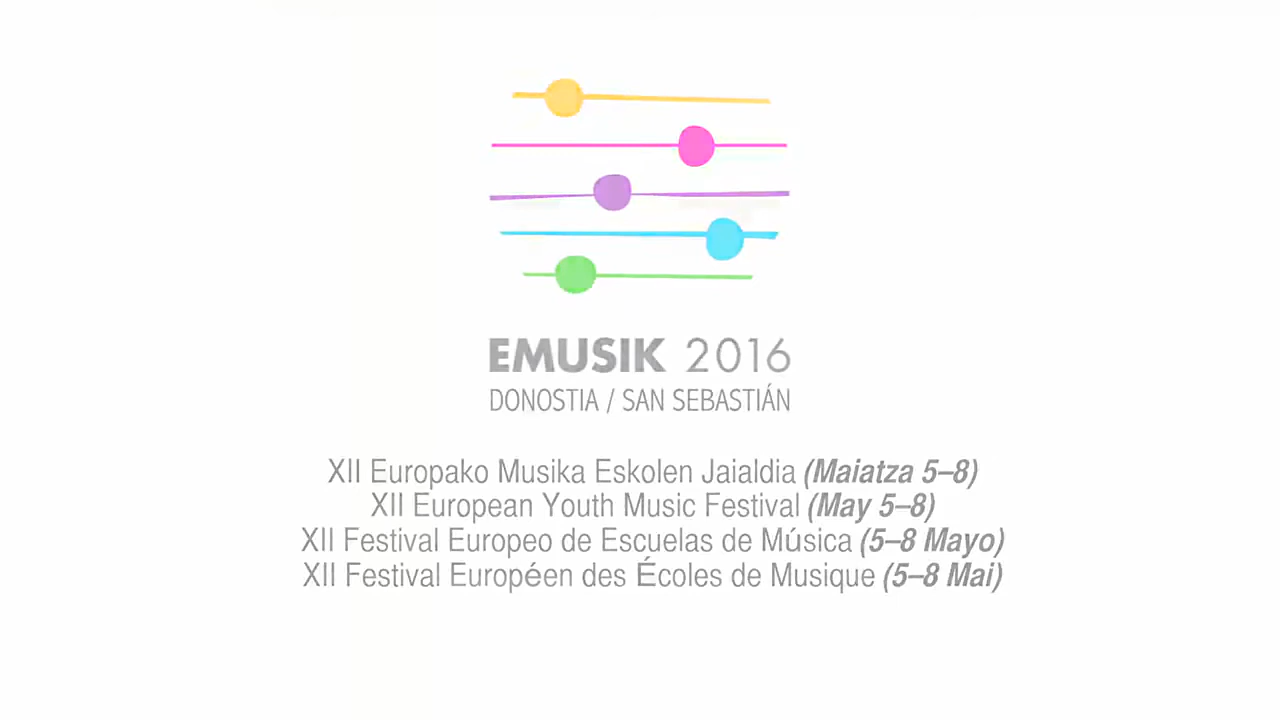 EMUSIK 2016
DONOSTIA / SAN SEBASTIÁN
XII Europako Musika Eskolen Jaialdia (Maiatza 5–8)
XII European Youth Music Festival (May 5–8)
XII Festival Europeo de Escuelas de Música (5–8 Mayo)
XII Festival Européen des Écoles de Musique (5–8 Mai)